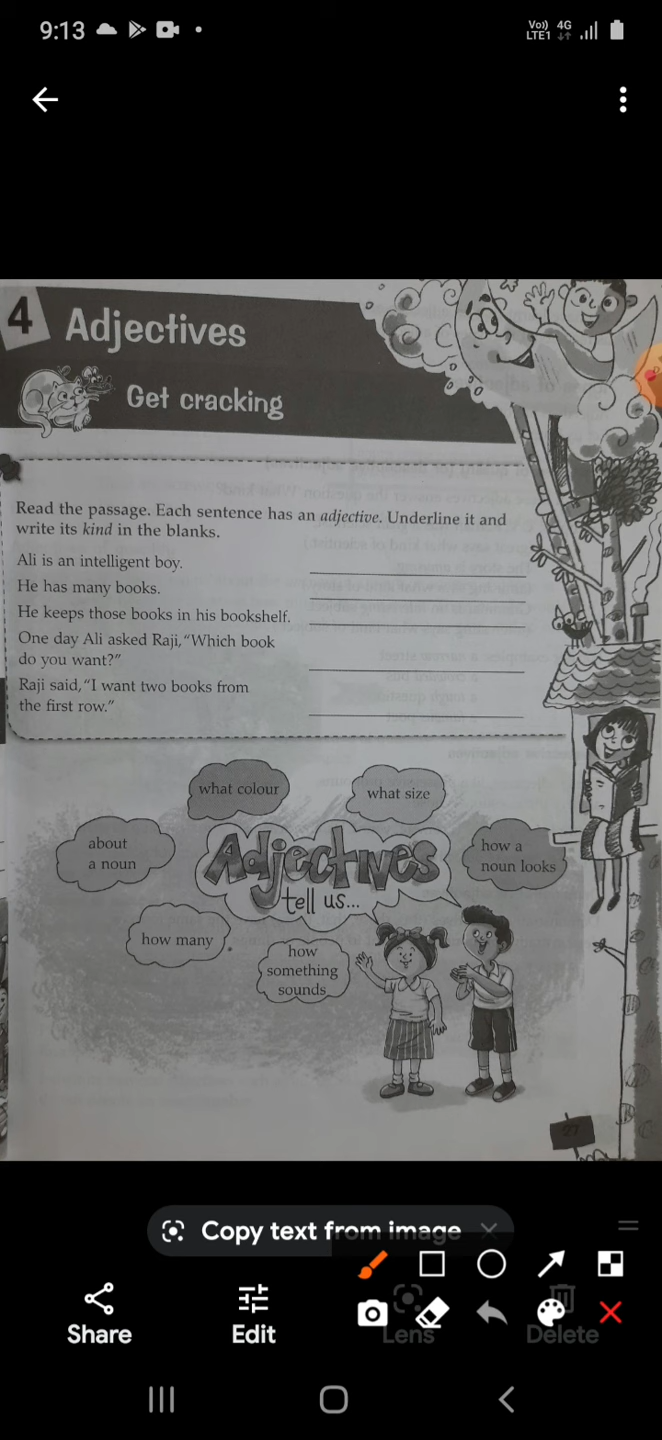 9:13
Vo))
LTE1
4G
4
Adjectives
Get cracking
Read the passage. Each sentence has an adjective. Underline it and
write its kind in the blanks.
Ali is an intelligent boy.
He has many books.
He keeps those books in his bookshelf.
One day Ali asked Raji, “Which book
do you want?”
Raji said, “I want two books from
the first row.”
what colour
what size
about
a noun
Adjectives
tell us...
how a
noun looks
how many
how
something
sounds
27
Copy text from image
Share
Edit
Lens
Delete